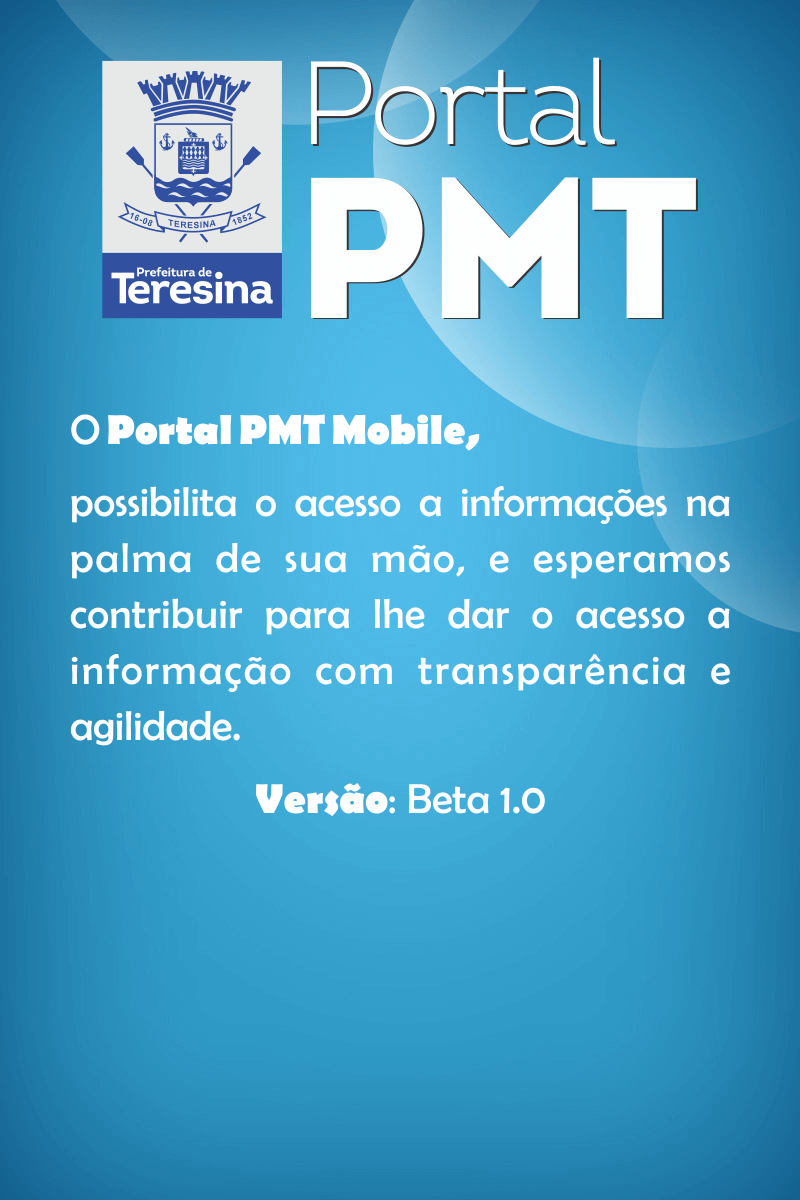 Portal
PMT
16-08 TERESINA 1852
Prefeitura de
Teresina
O Portal PMT Mobile,
possibilita o acesso a informações na
palma de sua mão, e esperamos
contribuir para lhe dar o acesso a
informação com transparência e
agilidade.
Versão: Beta 1.0